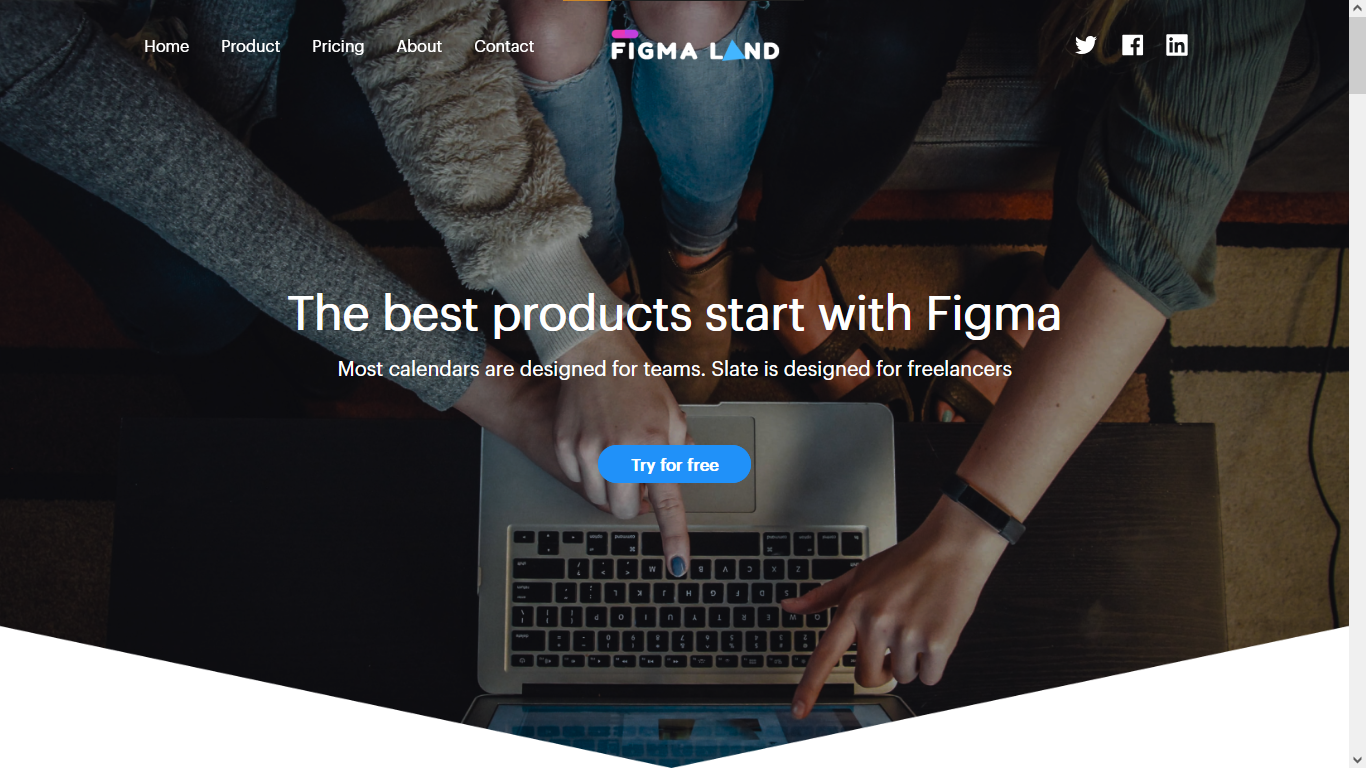 Home Product Pricing About Contact FIGMA LAND
The best products start with Figma
Most calendars are designed for teams. Slate is designed for freelancers
Try for free